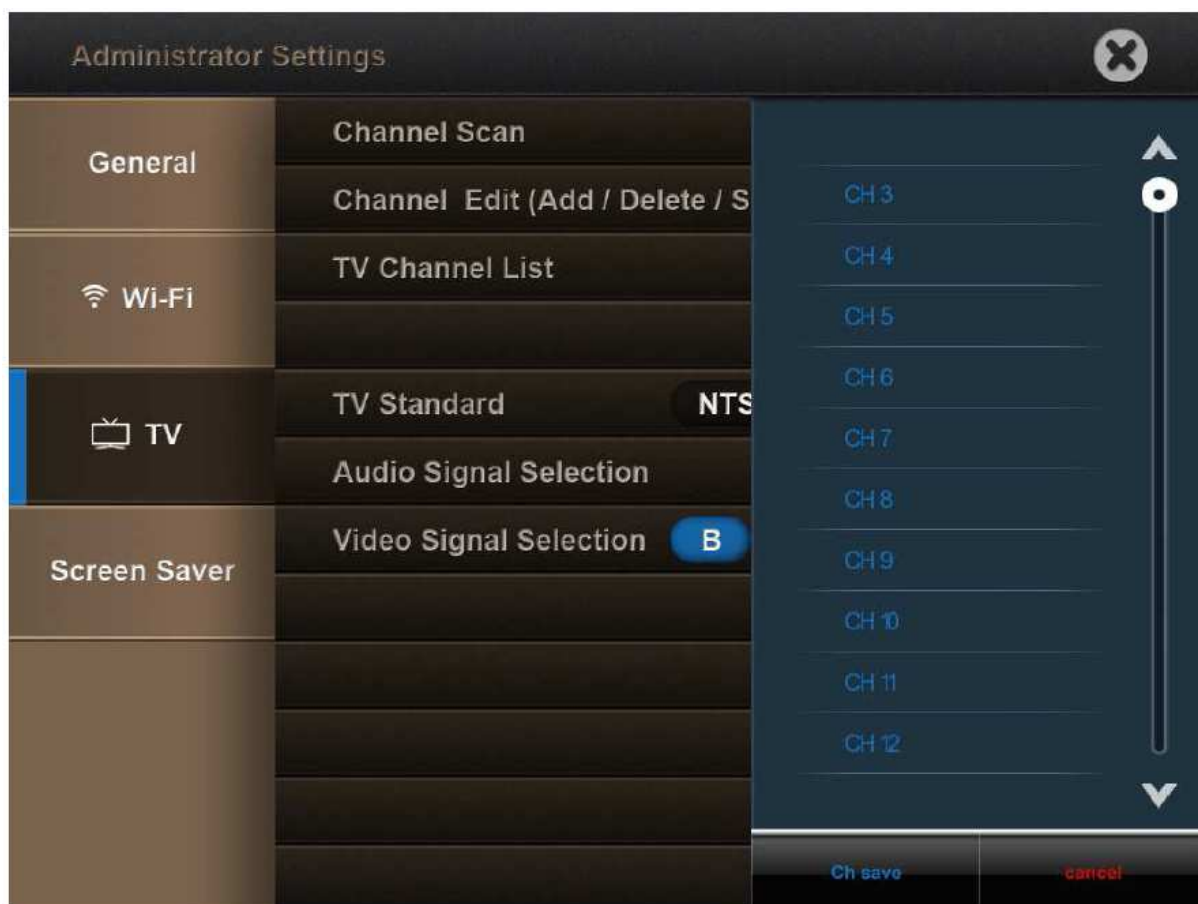 Administrator Settings
General
Wi-Fi
TV
Screen Saver
Channel Scan
Channel Edit (Add / Delete / S
TV Channel List
TV Standard NTS
Audio Signal Selection
Video Signal Selection B
CH 3
CH 4
CH 5
CH 6
CH 7
CH 8
CH 9
CH 10
CH 11
CH 12
Ch save cancel